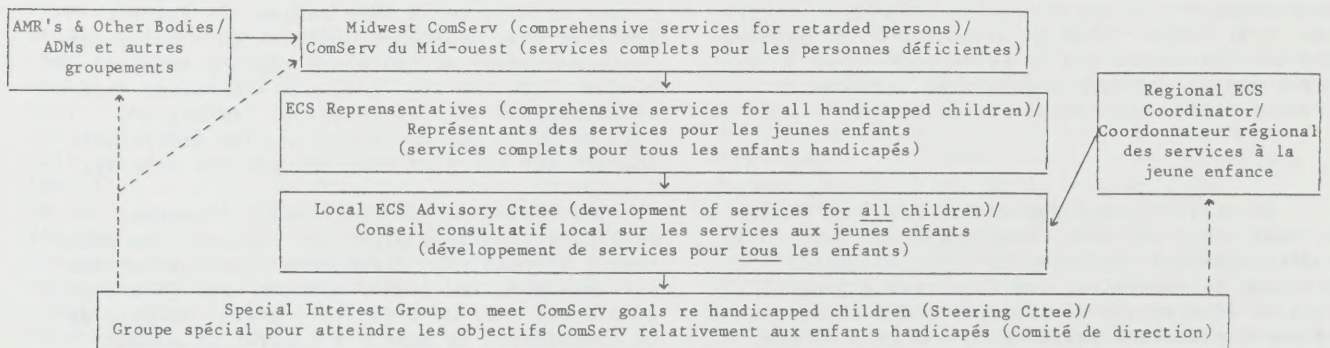 AMR's & Other Bodies/
ADMs et autres
groupements
Midwest ComServ (comprehensive services for retarded persons)/
ComServ du Mid-ouest (services complets pour les personnes déficientes)
ECS Reprensentatives (comprehensive services for all handicapped children)/
Représentants des services pour les jeunes enfants
(services complets pour tous les enfants handicapés)
Regional ECS
Coordinator/
Coordonnateur régional
des services à la
jeune enfance
Local ECS Advisory Cttee (development of services for all children)/
Conseil consultatif local sur les services aux jeunes enfants
(développement de services pour tous les enfants)
Special Interest Group to meet ComServ goals re handicapped children (Steering Cttee)/
Groupe spécial pour atteindre les objectifs ComServ relativement aux enfants handicapés (Comité de direction)